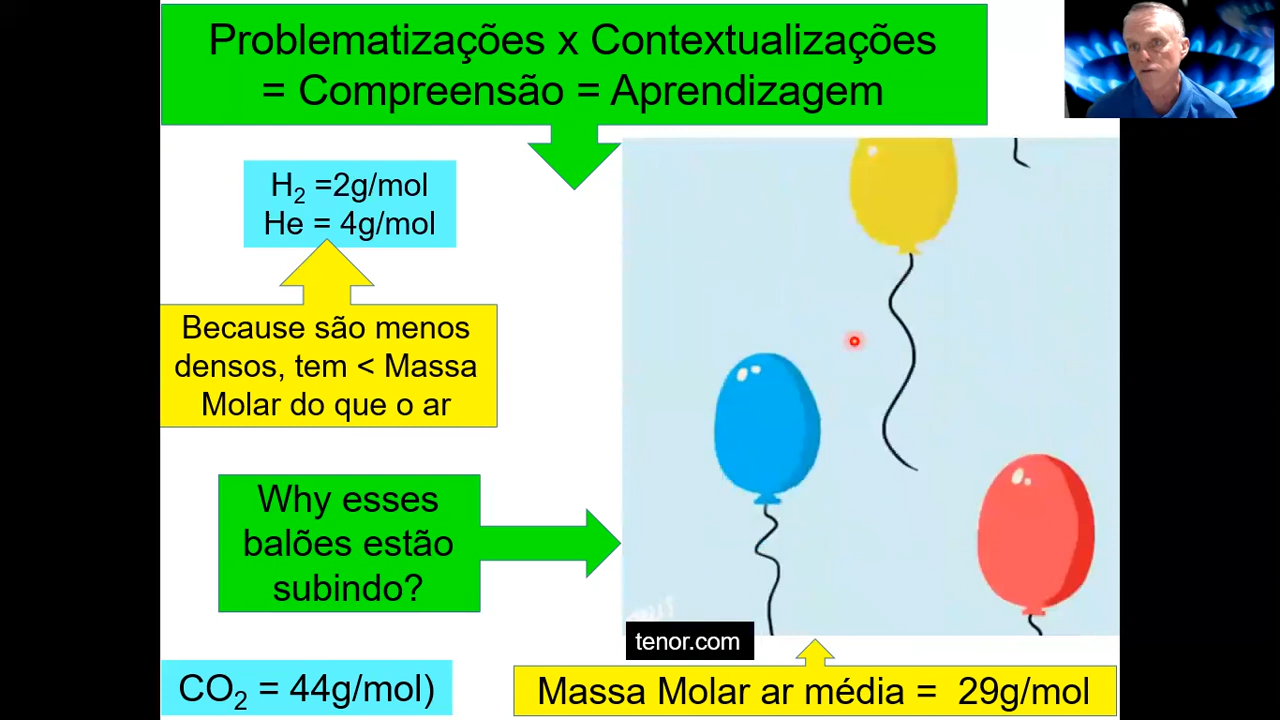 Problematizações x Contextualizações
= Compreensão = Aprendizagem
H₂ =2g/mol
He = 4g/mol
Because são menos
densos, tem < Massa
Molar do que o ar
Why esses
balões estão
subindo?
tenor.com
CO₂ = 44g/mol)
Massa Molar ar média = 29g/mol